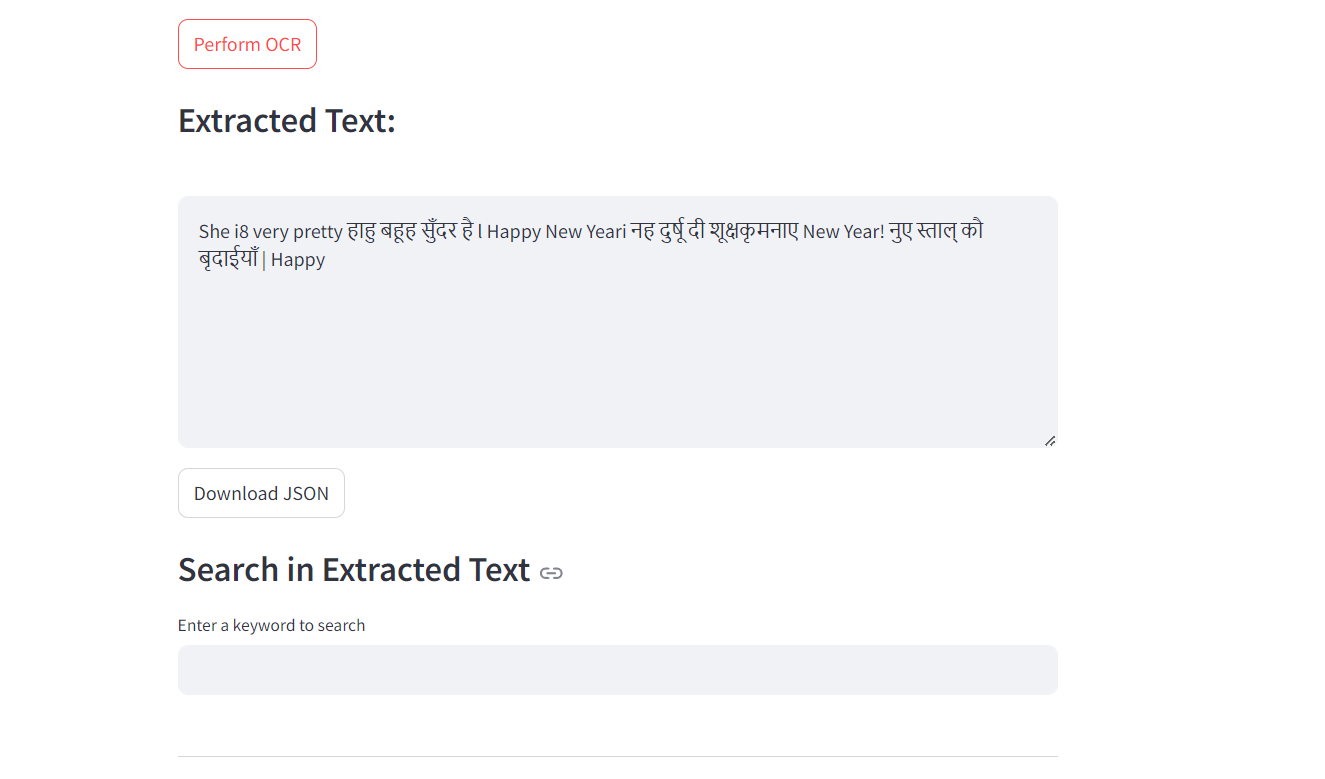 Perform OCR
Extracted Text:
She i8 very pretty हाहु बहूह सुँदर है l Happy New Yeari नह दुर्षू दी शूक्षकृमनाए New Year! नुए स्ताल् कौ
बृदाईयाँ | Happy
Download JSON
Search in Extracted Text
Enter a keyword to search